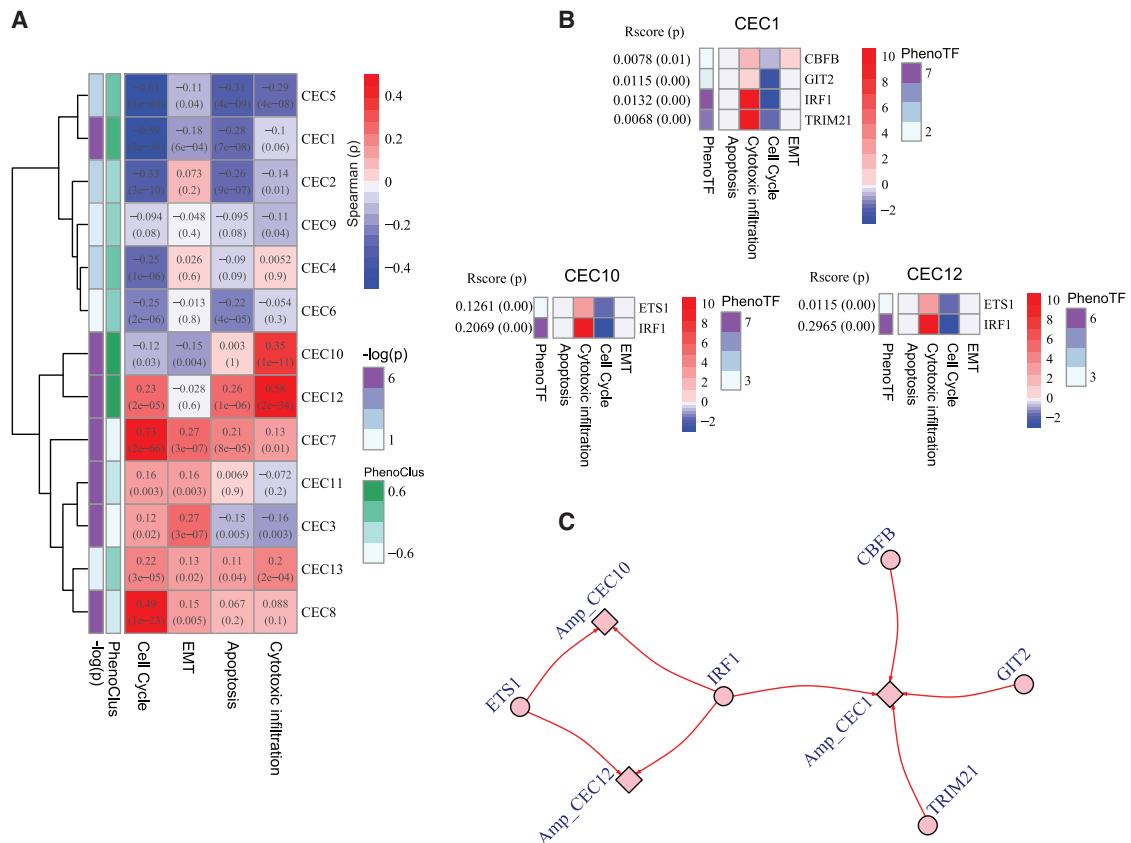 A
−0.11 −0.31 −0.29
(0.04) (4e−09) (4e−08)
CEC5
−0.18 −0.28 −0.1
(6e−04) (7e−08) (0.06)
CEC1
−0.33 0.073 −0.26 −0.14
(3e−10) (0.2) (9e−07) (0.01)
CEC2
−0.094 −0.048 −0.095 −0.11
(0.08) (0.4) (0.08) (0.04)
CEC9
−0.25 0.026 −0.09 0.0052
(1e−06) (0.6) (0.09) (0.9)
CEC4
−0.25 −0.013 −0.22 −0.054
(2e−06) (0.8) (4e−05) (0.3)
CEC6
−0.12 −0.15 0.003 0.35
(0.03) (0.004) (1) (1e−11)
CEC10
0.23 −0.028 0.26 0.58
(2e−05) (0.6) (1e−06) (2e−34)
CEC12
0.73 0.27 0.21 0.13
(2e−66) (3e−07) (8e−05) (0.01)
CEC7
0.16 0.16 0.0069 −0.072
(0.003) (0.003) (0.9) (0.2)
CEC11
0.12 0.27 −0.15 −0.16
(0.02) (3e−07) (0.005) (0.003)
CEC3
0.22 0.13 0.11 0.2
(3e−05) (0.02) (0.04) (2e−04)
CEC13
0.49 0.15 0.067 0.088
(1e−23) (0.005) (0.2) (0.1)
CEC8
-log(p)
PhenoClus
Cell Cycle
EMT
Apoptosis
Cytotoxic infiltration
Spearman (ρ)
0.4
0.2
0
−0.2
−0.4
-log(p)
6
1
PhenoClus
0.6
−0.6
B
CEC1
Rscore (p)
0.0078 (0.01) CBFB
0.0115 (0.00) GIT2
0.0132 (0.00) IRF1
0.0068 (0.00) TRIM21
PhenoTF
Apoptosis
Cytotoxic infiltration
Cell Cycle
EMT
10
8
6
4
2
0
−2
PhenoTF
7
2
CEC10
Rscore (p)
0.1261 (0.00) ETS1
0.2069 (0.00) IRF1
PhenoTF
Apoptosis
Cytotoxic infiltration
Cell Cycle
EMT
10
8
6
4
2
0
−2
PhenoTF
7
3
CEC12
Rscore (p)
0.0115 (0.00) ETS1
0.2965 (0.00) IRF1
PhenoTF
Apoptosis
Cytotoxic infiltration
Cell Cycle
EMT
10
8
6
4
2
0
−2
PhenoTF
6
3
C
CBFB
Amp_CEC10
IRF1
GIT2
ETS1
Amp_CEC1
Amp_CEC12
TRIM21